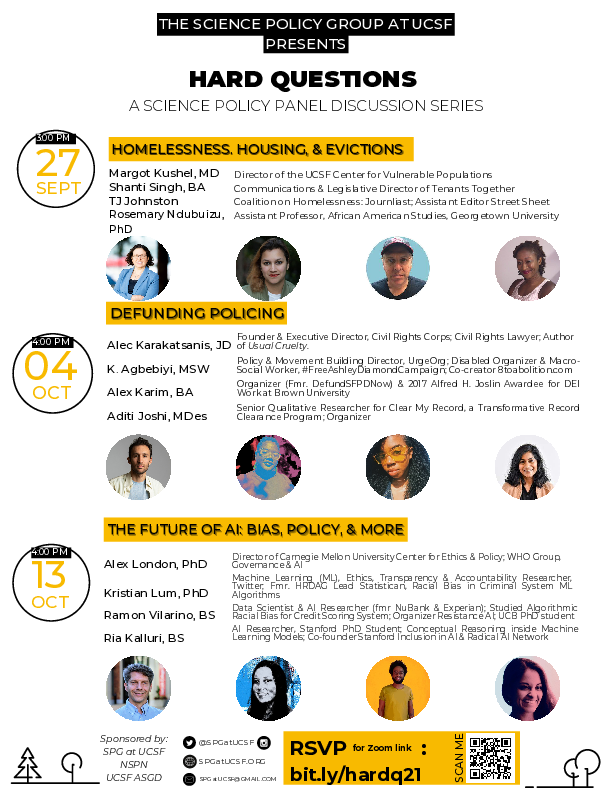 THE SCIENCE POLICY GROUP AT UCSF
PRESENTS
HARD QUESTIONS
A SCIENCE POLICY PANEL DISCUSSION SERIES
3:00 PM
27
SEPT
HOMELESSNESS. HOUSING, & EVICTIONS
Margot Kushel, MD
Director of the UCSF Center for Vulnerable Populations
Shanti Singh, BA
Communications & Legislative Director of Tenants Together
TJ Johnston
Coalition on Homelessness: Journliast; Assistant Editor Street Sheet
Rosemary Ndubuizu,
PhD
Assistant Professor, African American Studies, Georgetown University
DEFUNDING POLICING
4:00 PM
04
OCT
Alec Karakatsanis, JD
Founder & Executive Director, Civil Rights Corps; Civil Rights Lawyer; Author
of Usual Cruelty.
K. Agbebiyi, MSW
Policy & Movement Building Director, UrgeOrg; Disabled Organizer & Macro-
Social Worker, #FreeAshleyDiamondCampaign; Co-creator 8toabolition.com
Alex Karim, BA
Organizer (Fmr. DefundSFPDNow) & 2017 Alfred H. Joslin Awardee for DEI
Work at Brown University
Aditi Joshi, MDes
Senior Qualitative Researcher for Clear My Record, a Transformative Record
Clearance Program; Organizer
THE FUTURE OF AI: BIAS, POLICY, & MORE
4:00 PM
13
OCT
Alex London, PhD
Director of Carnegie Mellon University Center for Ethics & Policy; WHO Group,
Governance & AI
Kristian Lum, PhD
Machine Learning (ML), Ethics, Transparency & Accountability Researcher,
Twitter; Fmr. HRDAG Lead Statistican, Racial Bias in Criminal System ML
Algorithms
Ramon Vilarino, BS
Data Scientist & AI Researcher (fmr NuBank & Experian); Studied Algorithmic
Racial Bias for Credit Scoring System; Organizer Resistance AI; UCB PhD student
Ria Kalluri, BS
AI Researcher, Stanford PhD Student; Conceptual Reasoning inside Machine
Learning Models; Co-founder Stanford Inclusion in AI & Radical AI Network
Sponsored by:
SPG at UCSF
NSPN
UCSF ASGD
@SPGatUCSF
SPGatUCSF.ORG
SPGatUCSF@GMAIL.COM
RSVP for Zoom link :
bit.ly/hardq21
SCAN ME